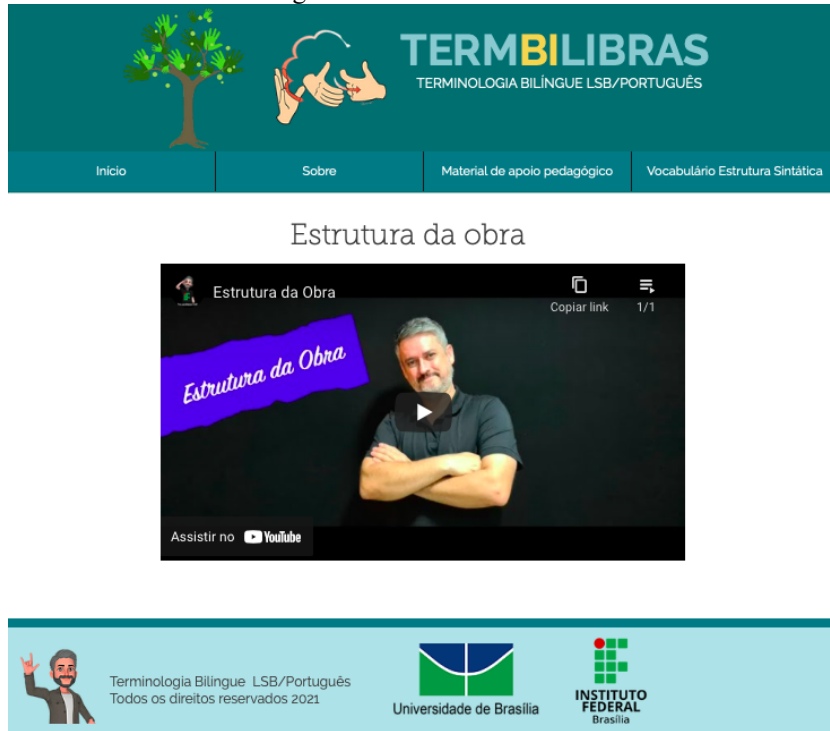 TERMBILIBRAS
TERMINOLOGIA BILÍNGUE LSB/PORTUGUÊS
Início
Sobre
Material de apoio pedagógico
Vocabulário Estrutura Sintática
Estrutura da obra
Estrutura da Obra
Copiar link
1/1
Estrutura da Obra
Assistir no YouTube
Terminologia Bilíngue LSB/Português
Todos os direitos reservados 2021
Universidade de Brasília
INSTITUTO
FEDERAL
Brasília